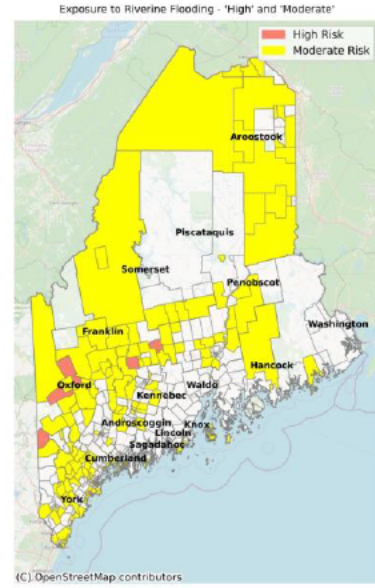 Exposure to Riverine Flooding - 'High' and 'Moderate'
High Risk
Moderate Risk
Aroostook
Piscataquis
Somerset
Penobscot
Washington
Franklin
Hancock
Oxford
Waldo
Kennebec
Androscoggin
Knox
Lincoln
Sagadahoc
Cumberland
York
(C) OpenStreetMap contributors